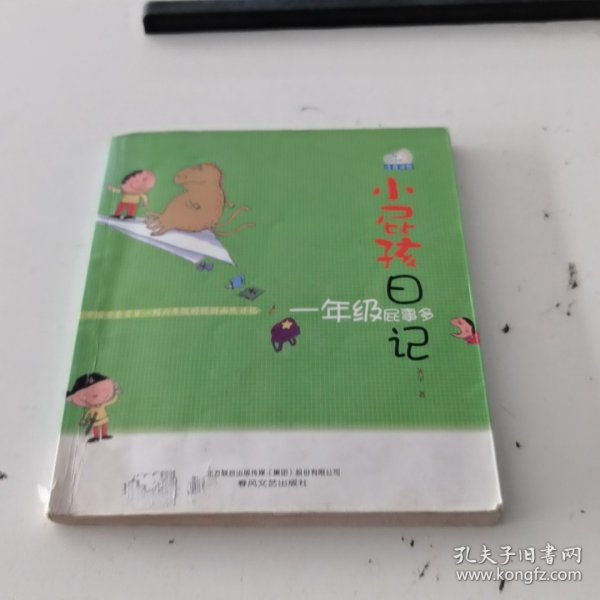 小屁孩
日记
一年级屁事多
著
北方联合出版传媒（集团）股份有限公司
春风文艺出版社
孔夫子旧书网
www.kongfz.com